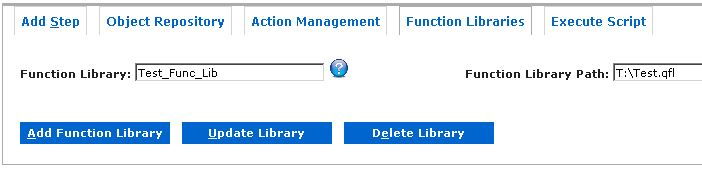 Add Step Object Repository Action Management Function Libraries Execute Script
Function Library: Test_Func_Lib ? Function Library Path: T:\Test.qfl
Add Function Library Update Library Delete Library